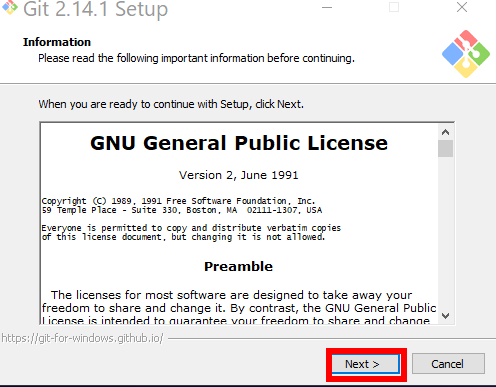 Git 2.14.1 Setup
Information
Please read the following important information before continuing.
When you are ready to continue with Setup, click Next.
GNU General Public License
Version 2, June 1991
Copyright (C) 1989, 1991 Free Software Foundation, Inc.
59 Temple Place - Suite 330, Boston, MA  02111-1307, USA
Everyone is permitted to copy and distribute verbatim copies
of this license document, but changing it is not allowed.
Preamble
The licenses for most software are designed to take away your
freedom to share and change it. By contrast, the GNU General Public
License is intended to guarantee your freedom to share and change
https://git-for-windows.github.io/
Next >
Cancel